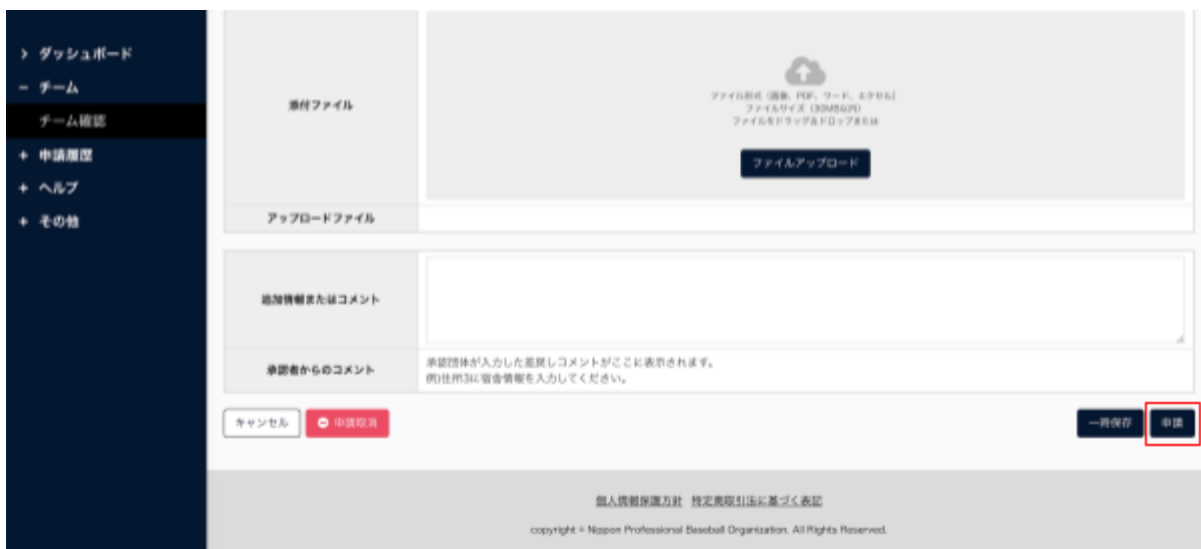 > ダッシュボード
− チーム
チーム確認
+ 申請履歴
+ ヘルプ
+ その他
添付ファイル
ファイル形式（画像、PDF、ワード、エクセル）
ファイルサイズ（30MB以内）
ファイルをドラッグ&ドロップまたは
ファイルアップロード
アップロードファイル
追加情報またはコメント
承認者からのコメント
承認団体が入力した差戻しコメントがここに表示されます。
例)住所3に宿舎情報を入力してください。
キャンセル
申請取消
一時保存
申請
個人情報保護方針 特定商取引法に基づく表記
copyright © Nippon Professional Baseball Organization. All Rights Reserved.